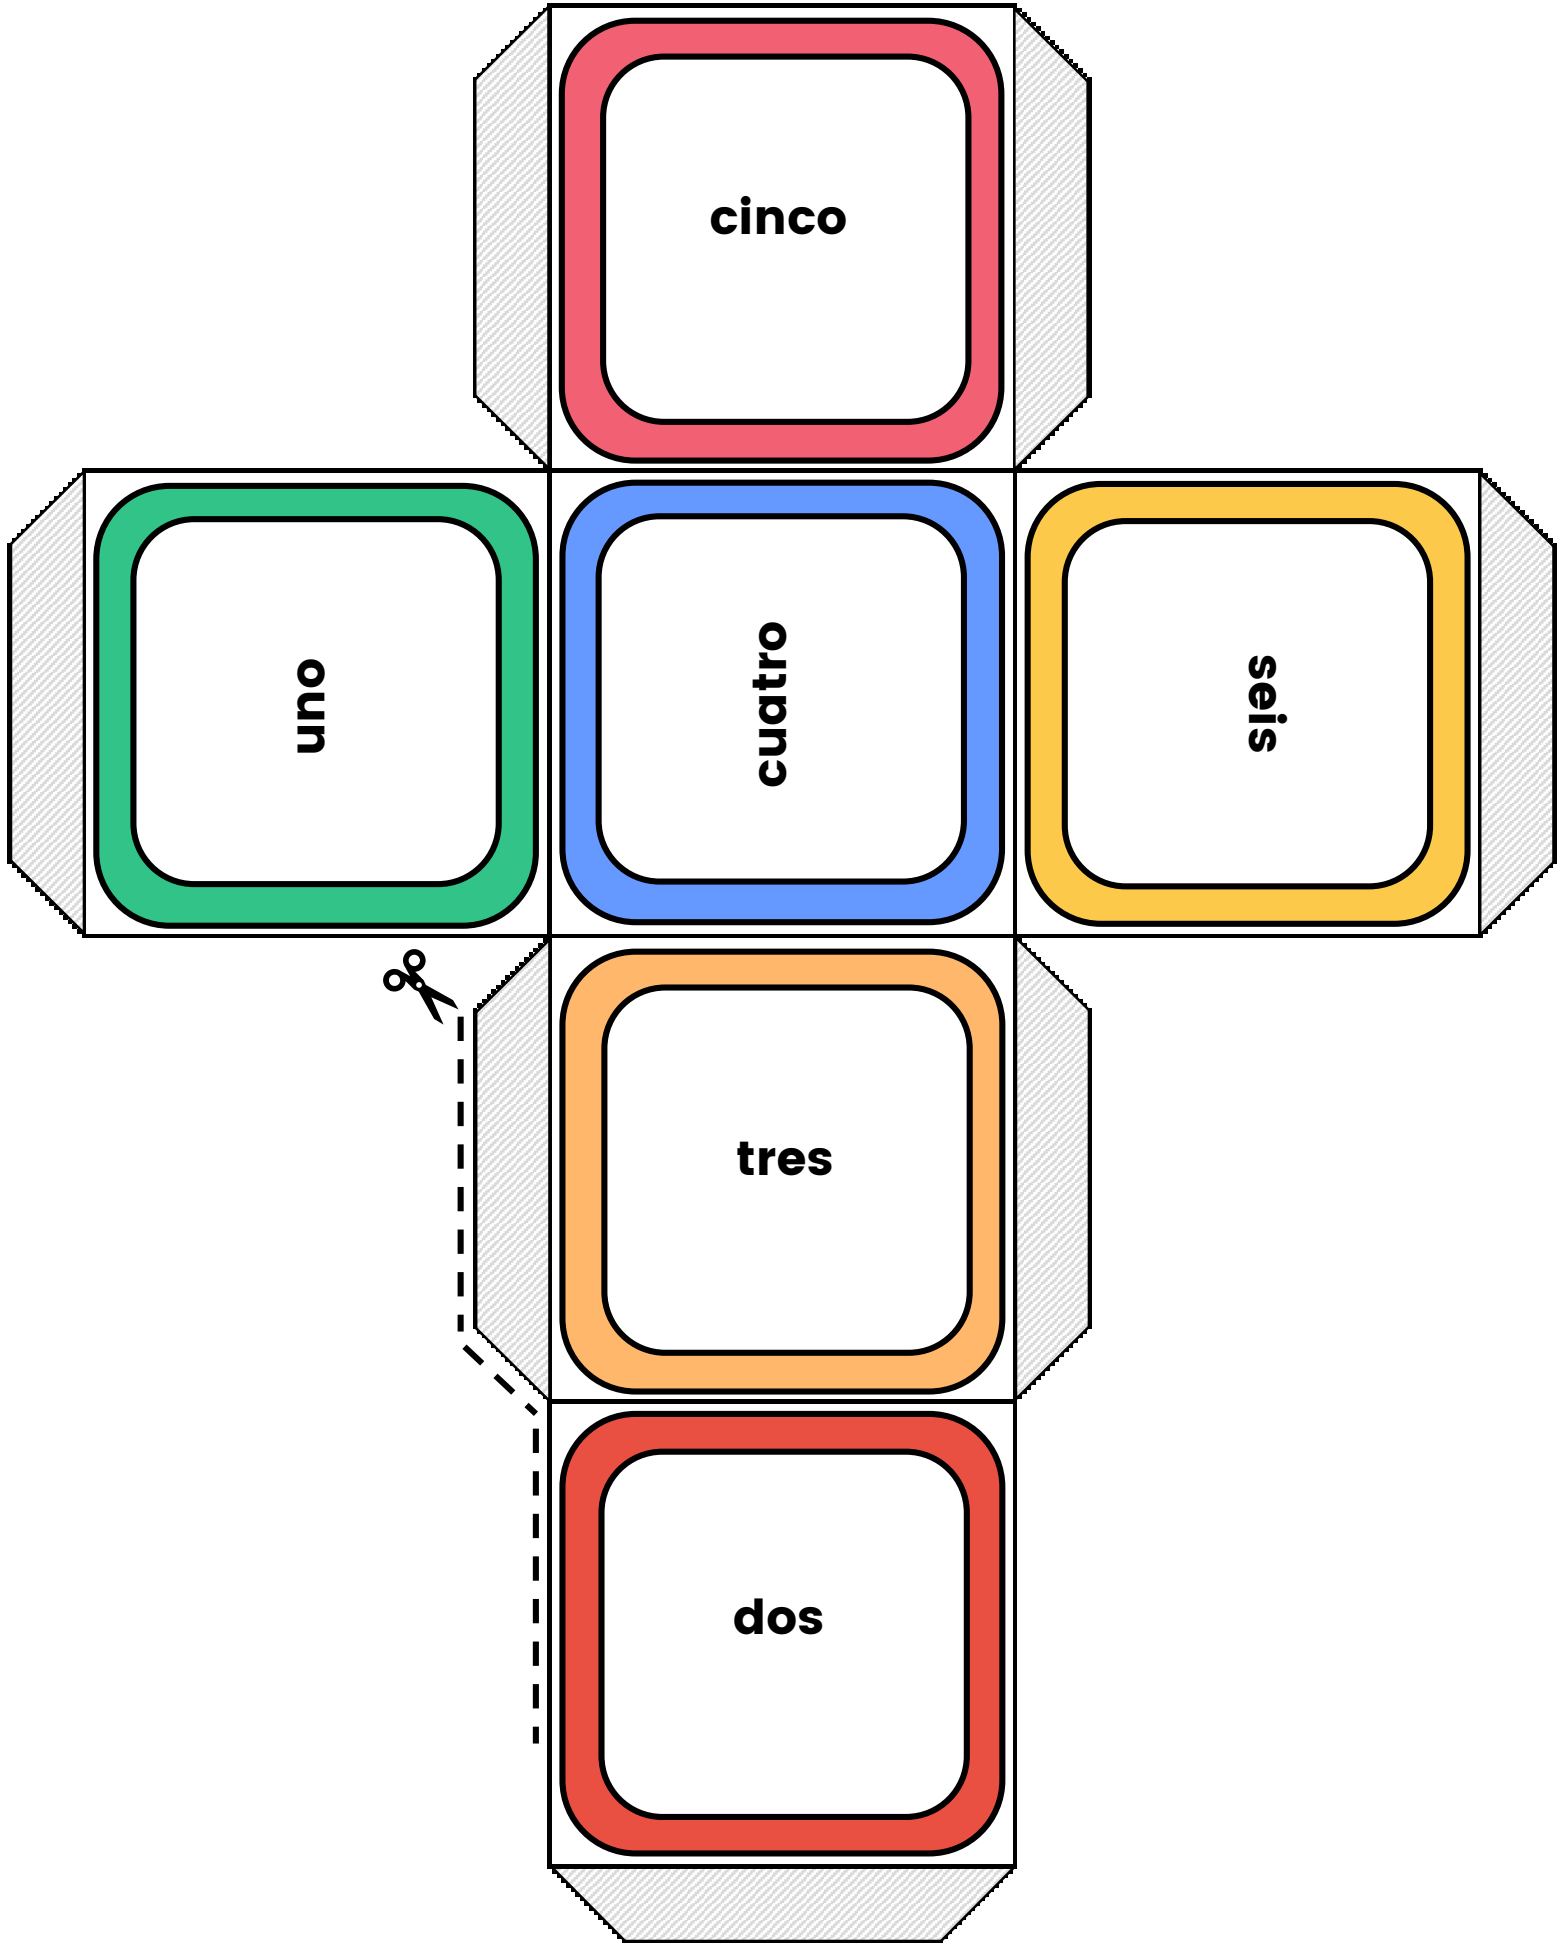 cinco
uno
cuatro
seis
tres
dos